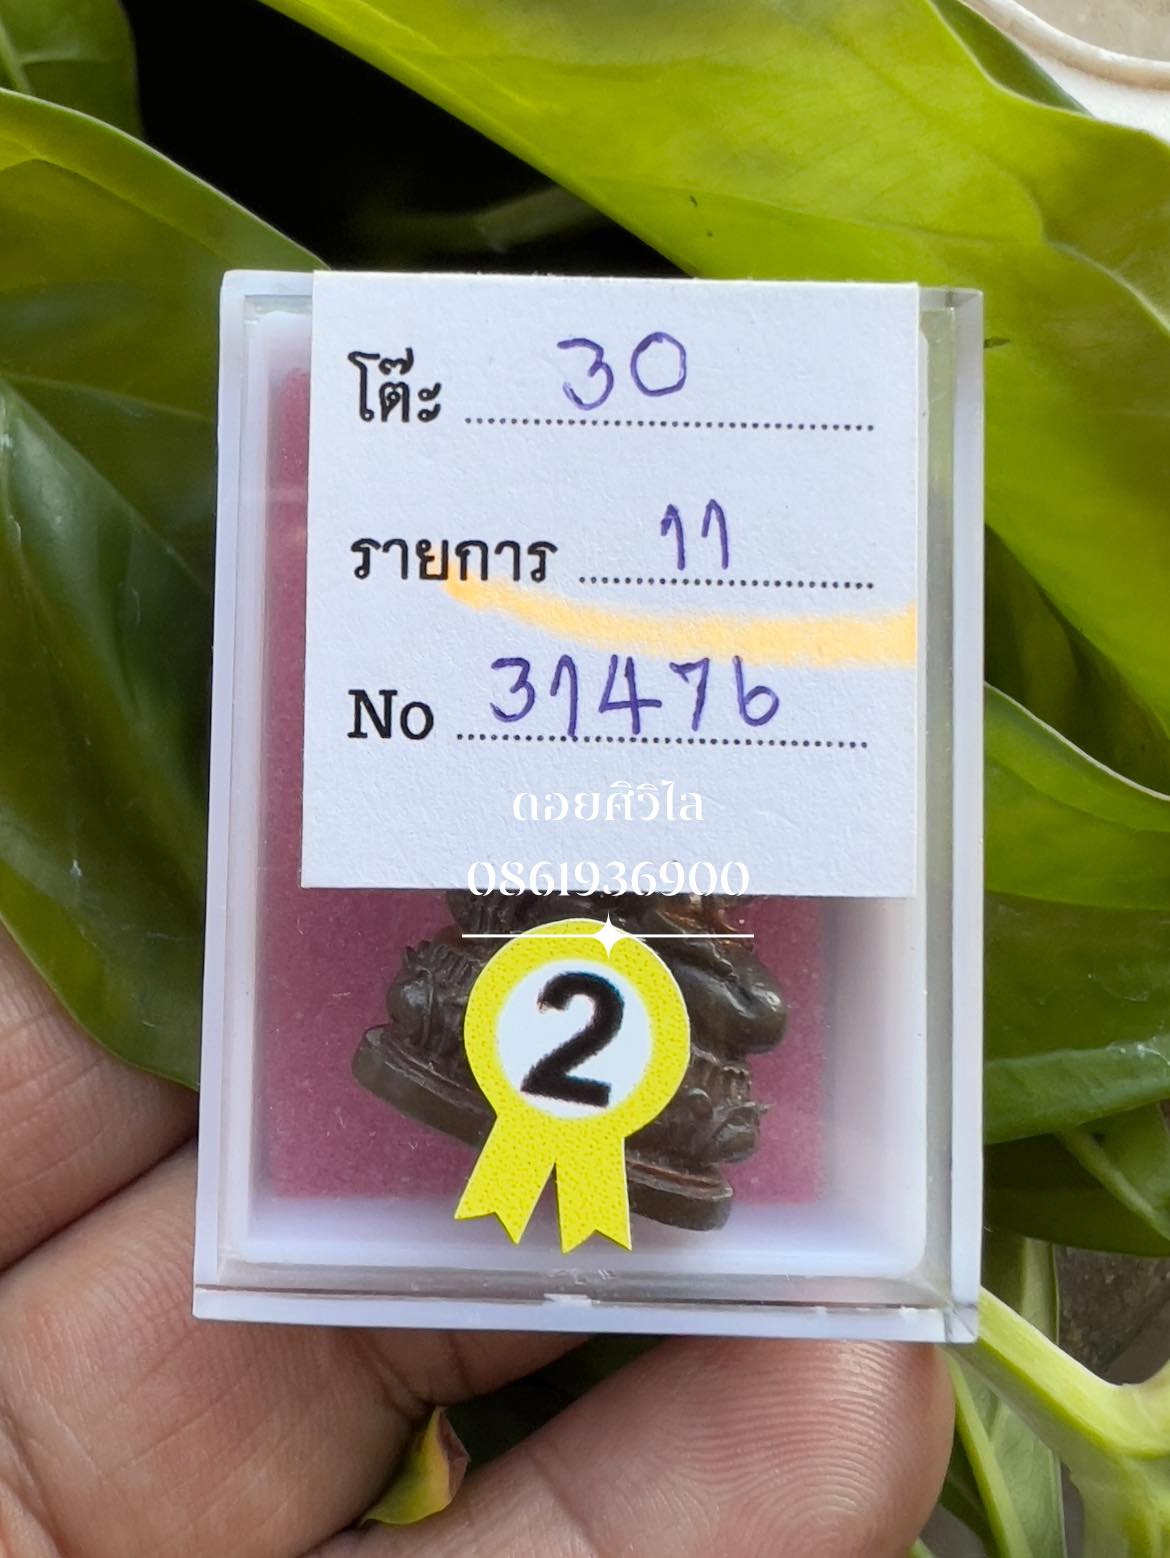 โต๊ะ 30
รายการ 11
No 31476
ดอยศิวิไล
0861936900
2